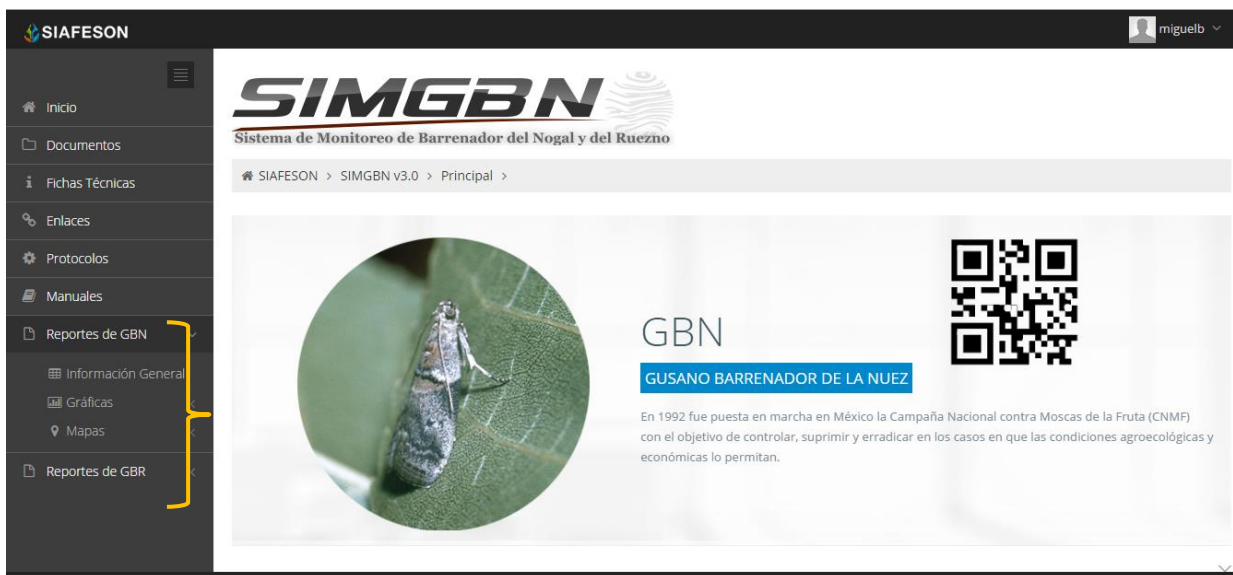 SIAFESON
miguelb
Inicio
Documentos
Fichas Técnicas
Enlaces
Protocolos
Manuales
Reportes de GBN
Información General
Gráficas
Mapas
Reportes de GBR
SIMGBN
Sistema de Monitoreo de Barrenador del Nogal y del Ruezno
SIAFESON > SIMGBN v3.0 > Principal >
GBN
GUSANO BARRENADOR DE LA NUEZ
En 1992 fue puesta en marcha en México la Campaña Nacional contra Moscas de la Fruta (CNMF)
con el objetivo de controlar, suprimir y erradicar en los casos en que las condiciones agroecológicas y
económicas lo permitan.